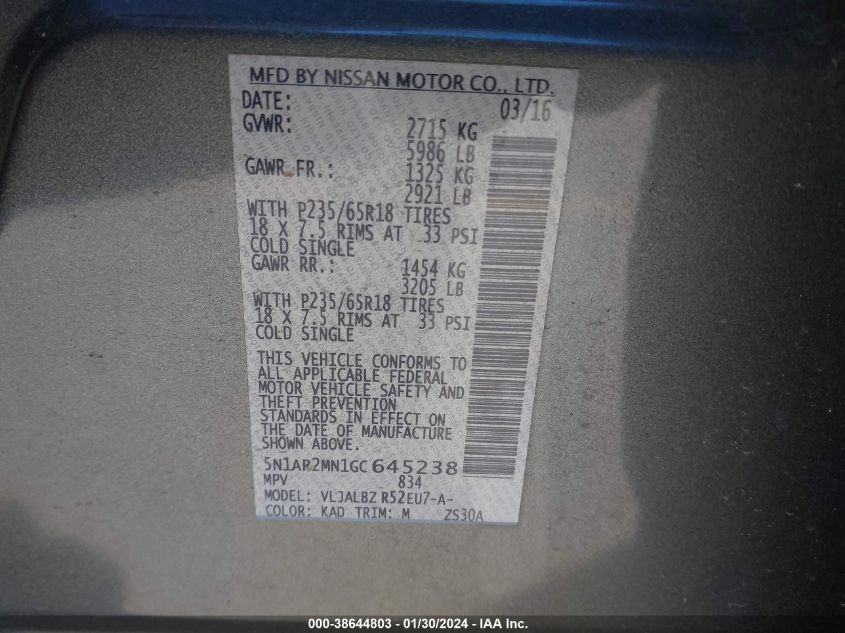 MFD BY NISSAN MOTOR CO., LTD.
DATE: 03/16
GVWR: 2715 KG
5986 LB
GAWR FR.: 1325 KG
2921 LB
WITH P235/65R18 TIRES
18 X 7.5 RIMS AT 33 PSI
COLD SINGLE
GAWR RR.: 1454 KG
3205 LB
WITH P235/65R18 TIRES
18 X 7.5 RIMS AT 33 PSI
COLD SINGLE
THIS VEHICLE CONFORMS TO
ALL APPLICABLE FEDERAL
MOTOR VEHICLE SAFETY AND
THEFT PREVENTION
STANDARDS IN EFFECT ON
THE DATE OF MANUFACTURE
SHOWN ABOVE.
5N1AR2MN1GC645238
MPV 834
MODEL: VLJALBZ R52EU7-A-
COLOR: KAD TRIM: M ZS30A
000-38644803 - 01/30/2024 - IAA Inc.